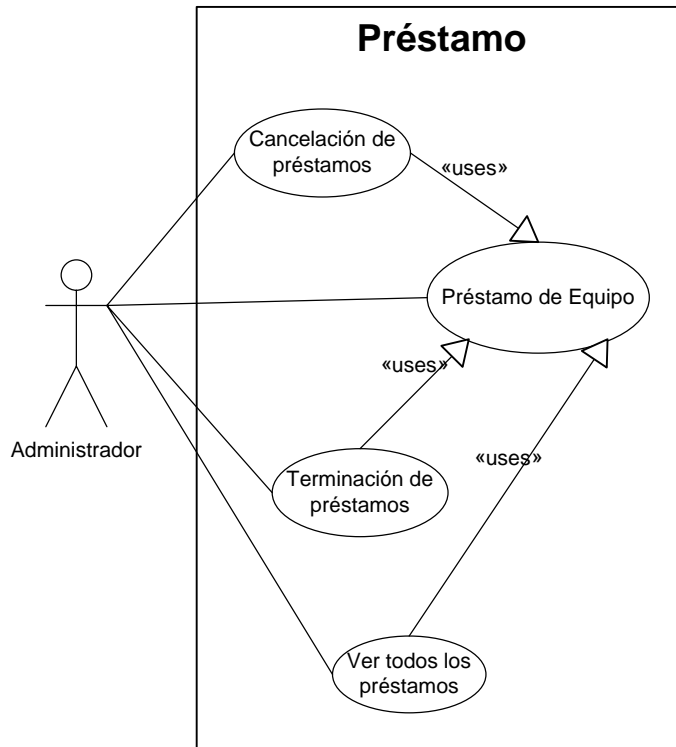 Préstamo
Cancelación de
préstamos
«uses»
Préstamo de Equipo
«uses»
Administrador
«uses»
Terminación de
préstamos
Ver todos los
préstamos